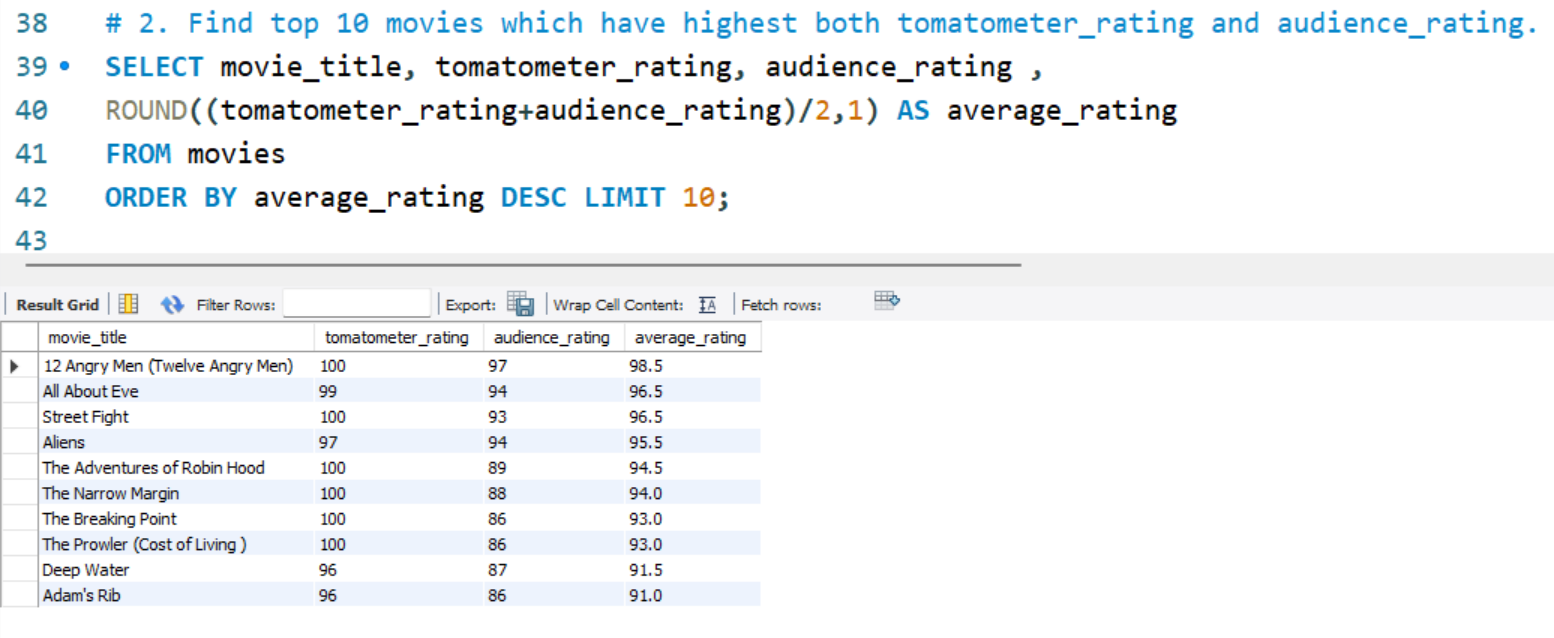 38 # 2. Find top 10 movies which have highest both tomatometer_rating and audience_rating.
39 SELECT movie_title, tomatometer_rating, audience_rating ,
40 ROUND((tomatometer_rating+audience_rating)/2,1) AS average_rating
41 FROM movies
42 ORDER BY average_rating DESC LIMIT 10;
43
Result Grid Filter Rows: Export: Wrap Cell Content: IA Fetch rows:
movie_title tomatometer_rating audience_rating average_rating
12 Angry Men (Twelve Angry Men) 100 97 98.5
All About Eve 99 94 96.5
Street Fight 100 93 96.5
Aliens 97 94 95.5
The Adventures of Robin Hood 100 89 94.5
The Narrow Margin 100 88 94.0
The Breaking Point 100 86 93.0
The Prowler (Cost of Living ) 100 86 93.0
Deep Water 96 87 91.5
Adam's Rib 96 86 91.0